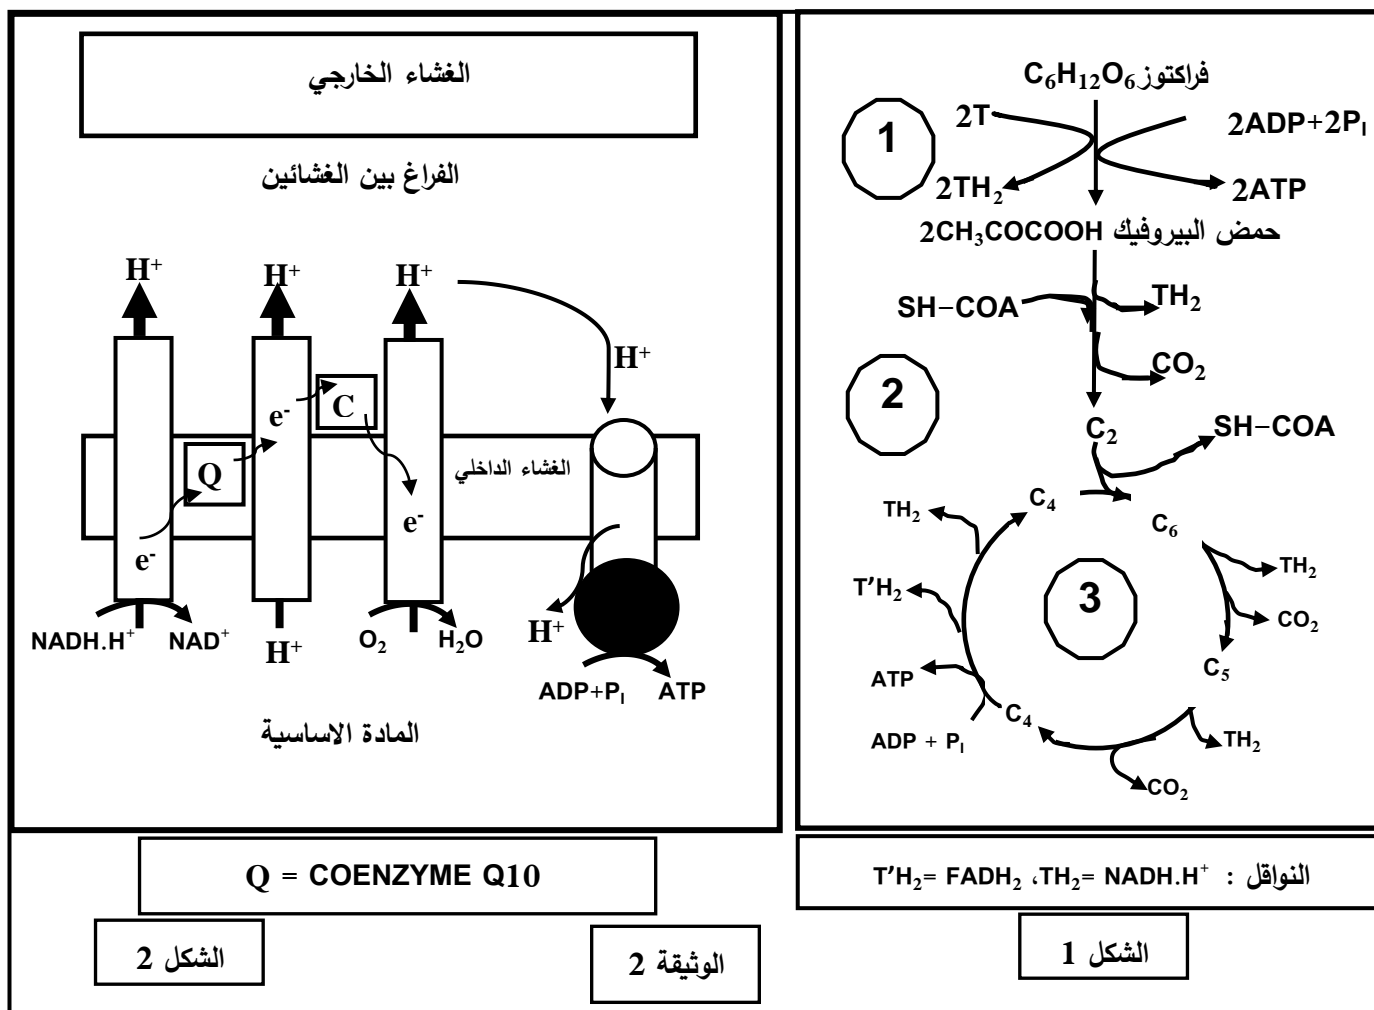 الغشاء الخارجي
الفراغ بين الغشائين
H⁺ H⁺ H⁺
H⁺
C
e⁻
Q
الغشاء الداخلي
e⁻
e⁻
NADH.H⁺ NAD⁺
H⁺
O₂ H₂O
H⁺
ADP+Pᵢ ATP
المادة الاساسية
Q = COENZYME Q10
الشكل 2
الوثيقة 2
C₆H₁₂O₆ فراكتوز
1
2T 2ADP+2Pᵢ
2TH₂ 2ATP
2CH₃COCOOH حمض البيروفيك
SH–COA TH₂
CO₂
2
C₂ SH–COA
C₄
C₆
TH₂
TH₂
T'H₂
3
CO₂
C₅
ATP
C₄
ADP + Pᵢ
TH₂
CO₂
النواقل : TH₂= NADH.H⁺ ، T'H₂= FADH₂
الشكل 1